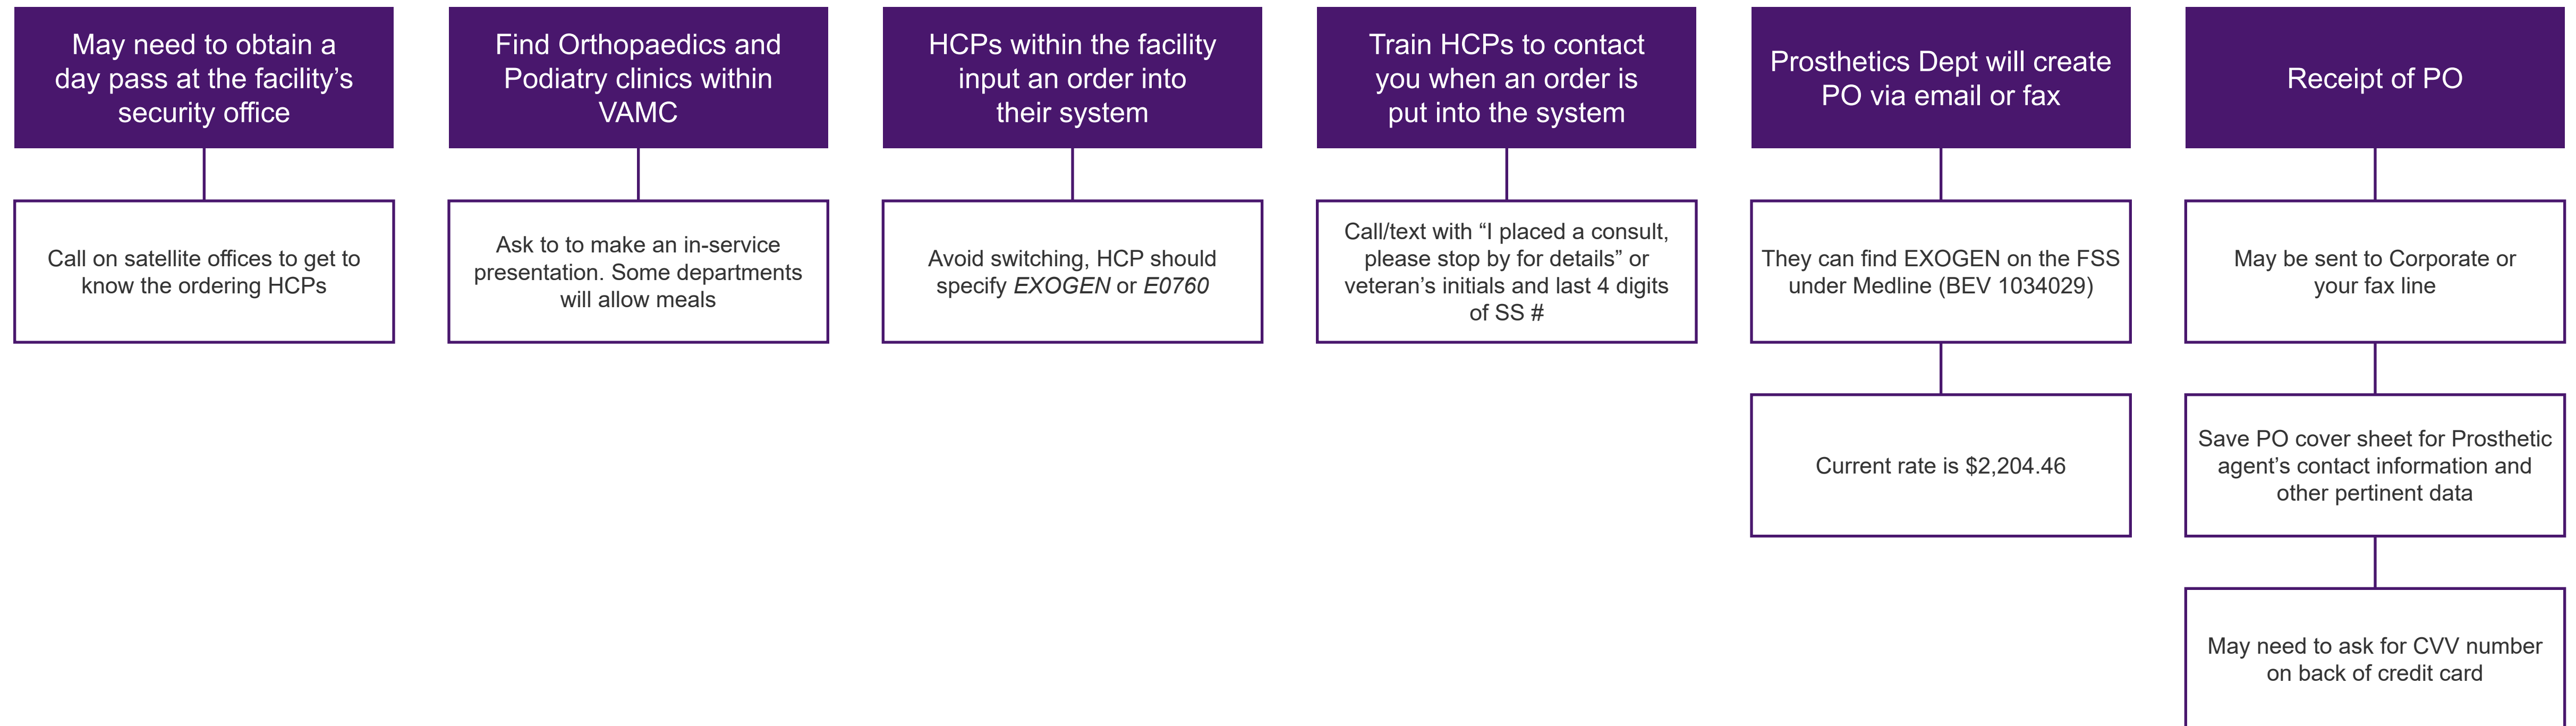 May need to obtain a
day pass at the facility’s
security office
Call on satellite offices to get to
know the ordering HCPs
Find Orthopaedics and
Podiatry clinics within
VAMC
Ask to to make an in-service
presentation. Some departments
will allow meals
HCPs within the facility
input an order into
their system
Avoid switching, HCP should
specify EXOGEN or E0760
Train HCPs to contact
you when an order is
put into the system
Call/text with “I placed a consult,
please stop by for details” or
veteran’s initials and last 4 digits
of SS #
Prosthetics Dept will create
PO via email or fax
They can find EXOGEN on the FSS
under Medline (BEV 1034029)
Current rate is $2,204.46
Receipt of PO
May be sent to Corporate or
your fax line
Save PO cover sheet for Prosthetic
agent’s contact information and
other pertinent data
May need to ask for CVV number
on back of credit card